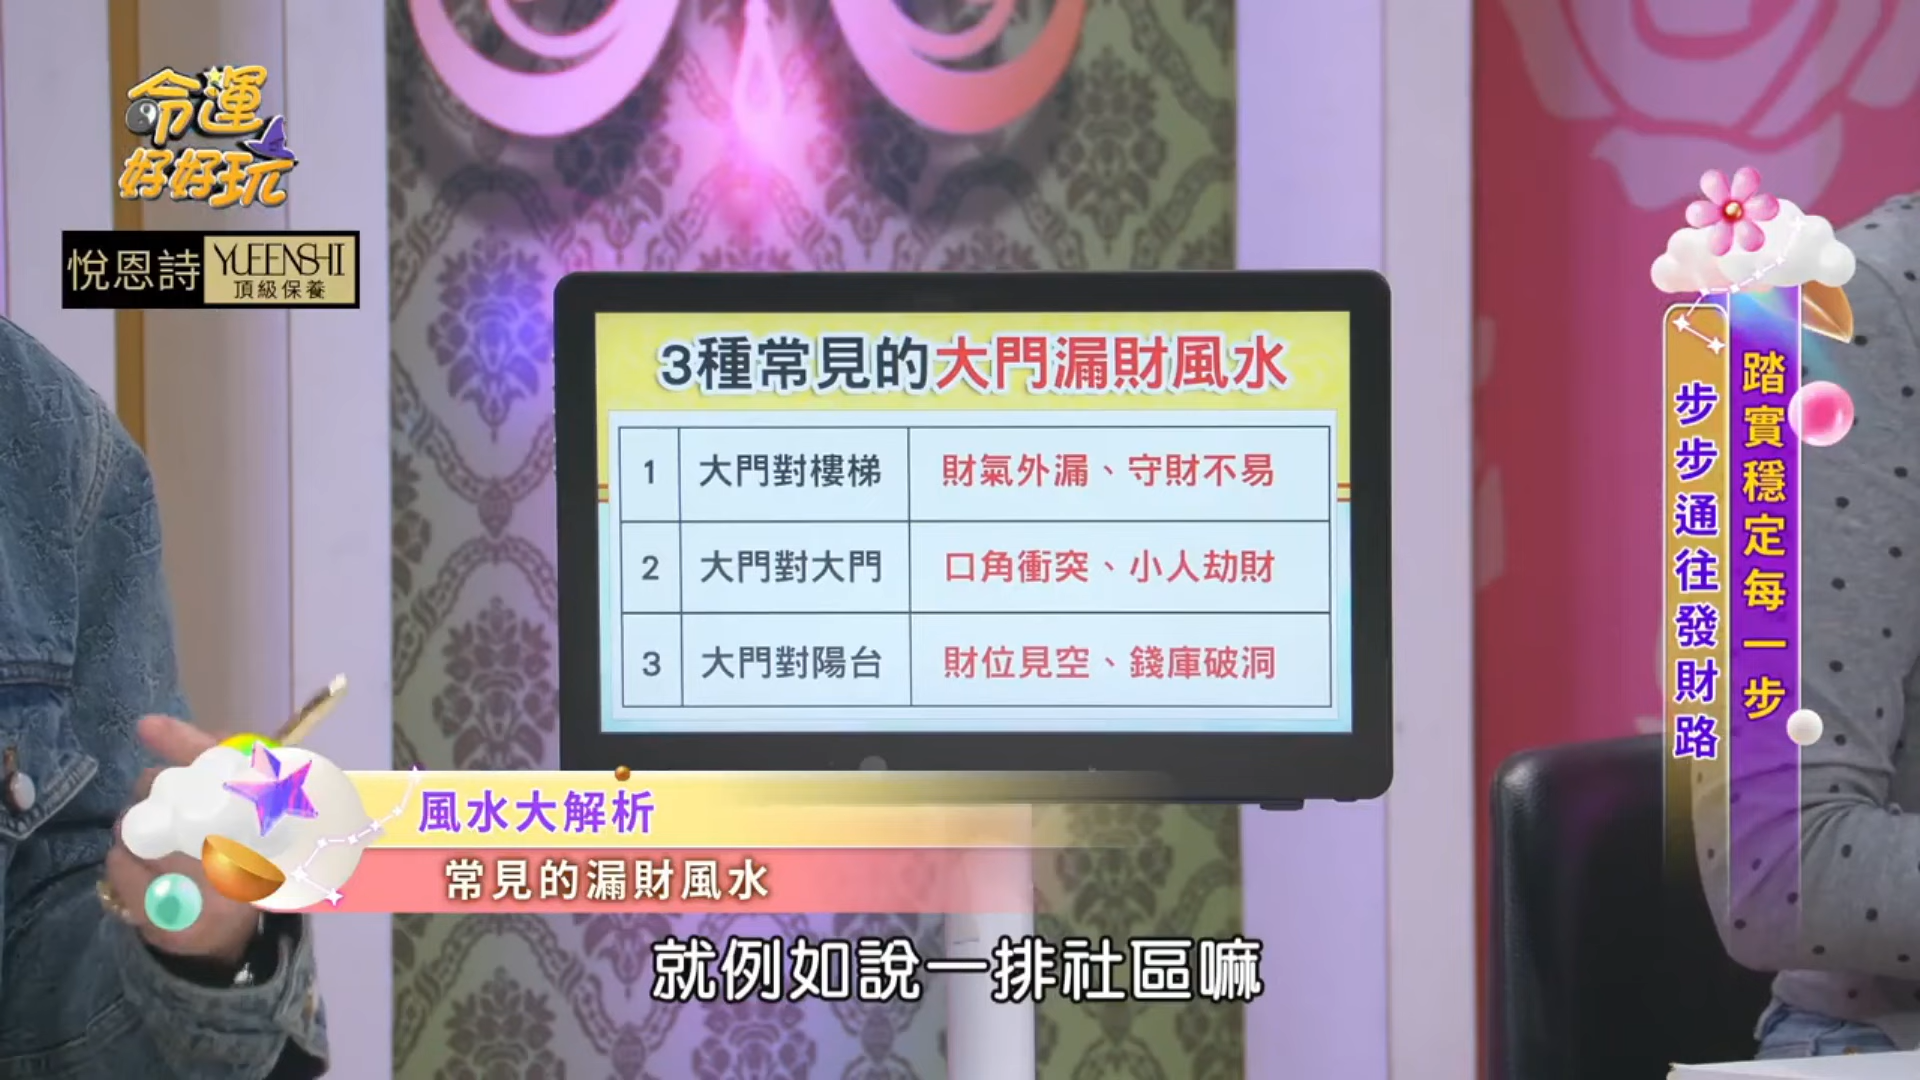 命運
好好玩
悅恩詩
YUEENSHI
頂級保養
3種常見的大門漏財風水
1 大門對樓梯 財氣外漏、守財不易
2 大門對大門 口角衝突、小人劫財
3 大門對陽台 財位見空、錢庫破洞
踏實穩定每一步
步步通往發財路
風水大解析
常見的漏財風水
就例如說一排社區嘛